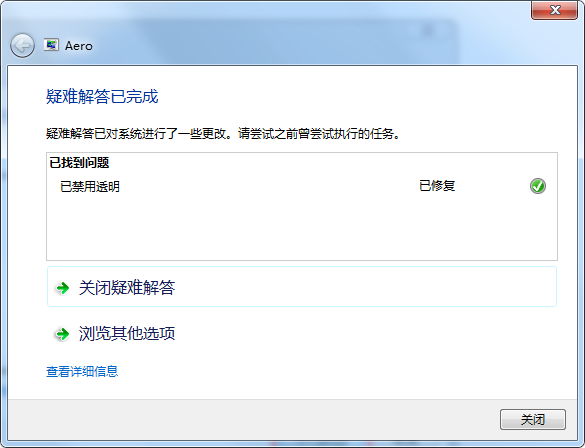 Aero
疑难解答已完成
疑难解答已对系统进行了一些更改。请尝试之前曾尝试执行的任务。
已找到问题
已禁用透明 已修复
关闭疑难解答
浏览其他选项
查看详细信息
关闭